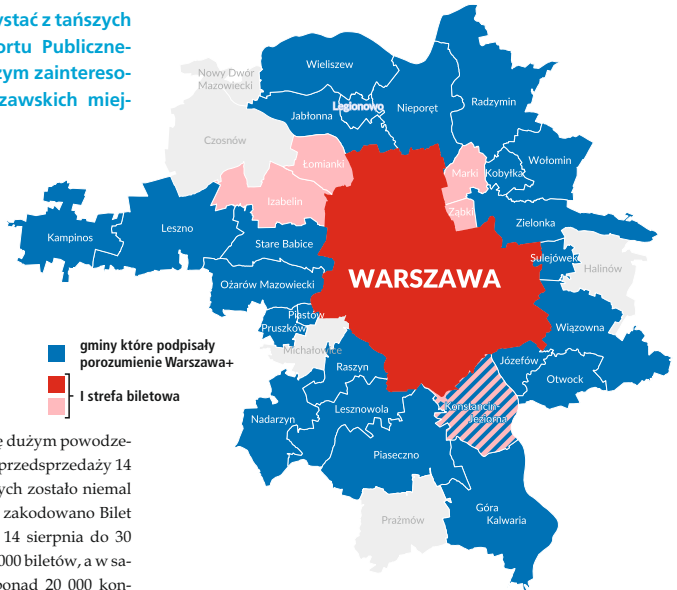 ystać z tańszych
ortu Publiczne-
zym zaintereso-
zawskich miej-
Wieliszew
Nowy Dwór
Mazowiecki
Legionowo
Jabłonna
Nieporęt
Radzymin
Czosnów
Łomianki
Marki
Kobyłka
Wołomin
Izabelin
Ząbki
Kampinos
Leszno
Stare Babice
Zielonka
Sulejówek
Halinów
WARSZAWA
Ożarów Mazowiecki
Piastów
Pruszków
Wiązowna
Michałowice
Józefów
Raszyn
Otwock
gminy które podpisały
porozumienie Warszawa+
I strefa biletowa
Nadarzyn
Lesznowola
Konstancin-
Jeziorna
Piaseczno
Góra
Kalwaria
Prażmów
ę dużym powodze-
przedsprzedaży 14
ych zostało niemal
zakodowano Bilet
14 sierpnia do 30
000 biletów, a w sa-
ponad 20 000 kon-